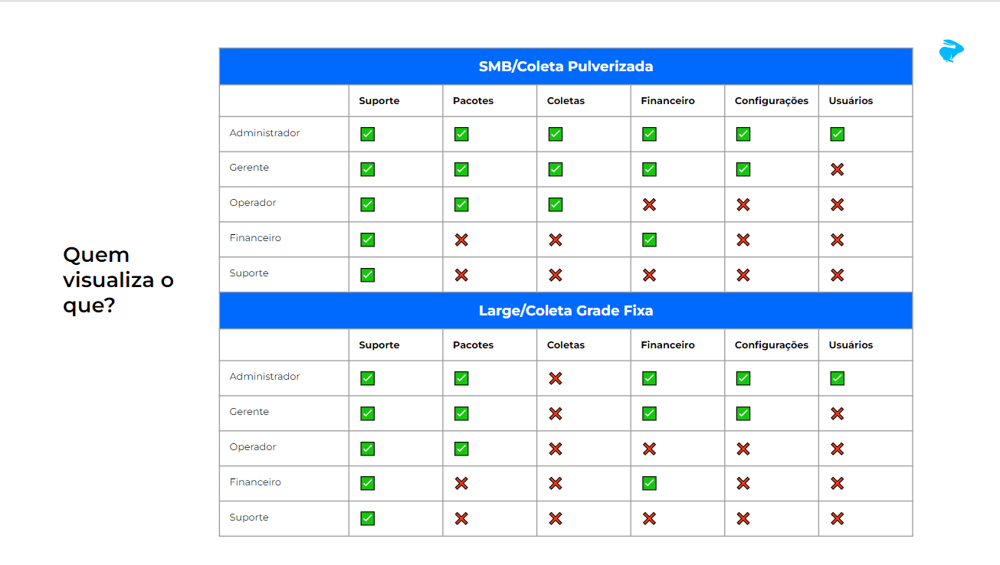 Quem
visualiza o
que?
SMB/Coleta Pulverizada
Suporte Pacotes Coletas Financeiro Configurações Usuários
Administrador ✅ ✅ ✅ ✅ ✅ ✅
Gerente ✅ ✅ ✅ ✅ ✅ ❌
Operador ✅ ✅ ✅ ❌ ❌ ❌
Financeiro ✅ ❌ ❌ ✅ ❌ ❌
Suporte ✅ ❌ ❌ ❌ ❌ ❌
Large/Coleta Grade Fixa
Suporte Pacotes Coletas Financeiro Configurações Usuários
Administrador ✅ ✅ ❌ ✅ ✅ ✅
Gerente ✅ ✅ ❌ ✅ ✅ ❌
Operador ✅ ✅ ❌ ❌ ❌ ❌
Financeiro ✅ ❌ ❌ ✅ ❌ ❌
Suporte ✅ ❌ ❌ ❌ ❌ ❌